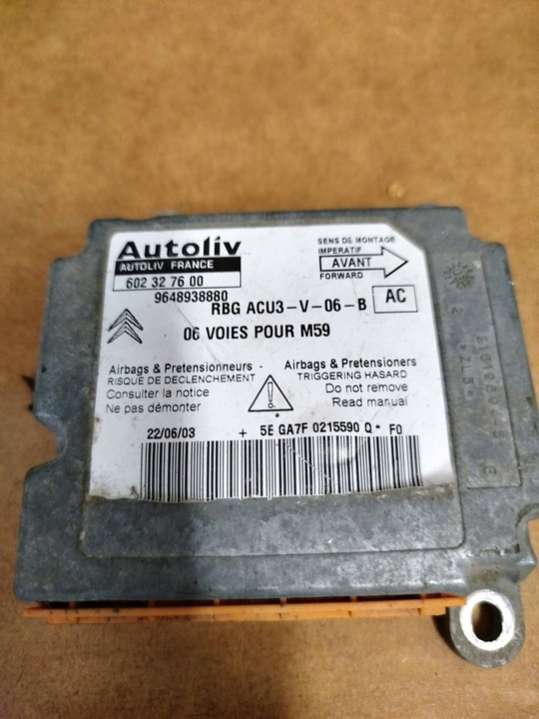 Autoliv
AUTOLIV FRANCE
602 32 76 00
9648938880
SENS DE MONTAGE
IMPERATIF
AVANT
FORWARD
RBG ACU3-V-06-B
AC
06 VOIES POUR M59
Airbags & Pretensionneurs
RISQUE DE DECLENCHEMENT
Consulter la notice
Ne pas démonter
!
Airbags & Pretensioners
TRIGGERING HASARD
Do not remove
Read manual
22/06/03 + 5E GA7F 0215590 Q * F0